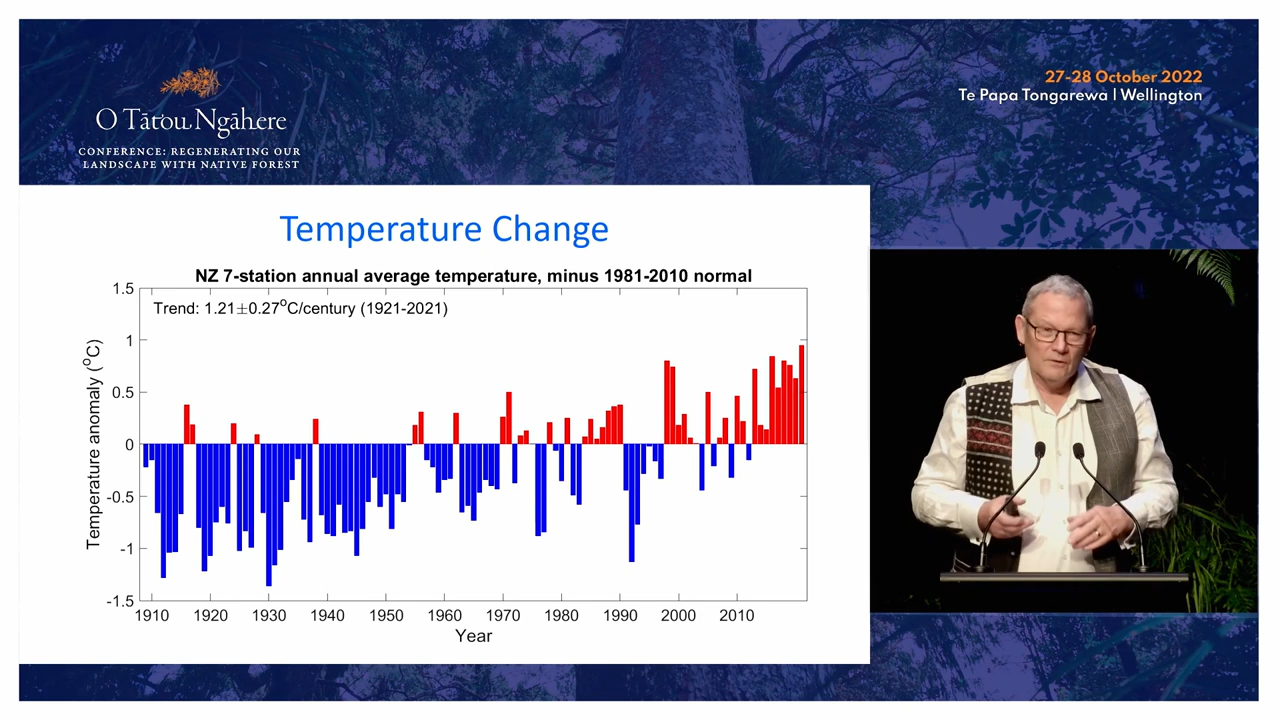 O Tātou Ngāhere
CONFERENCE: REGENERATING OUR
LANDSCAPE WITH NATIVE FOREST
27-28 October 2022
Te Papa Tongarewa | Wellington
Temperature Change
NZ 7-station annual average temperature, minus 1981-2010 normal
Trend: 1.21±0.27°C/century (1921-2021)
1.5
1
0.5
0
-0.5
-1
-1.5
Temperature anomaly (°C)
1910 1920 1930 1940 1950 1960 1970 1980 1990 2000 2010
Year